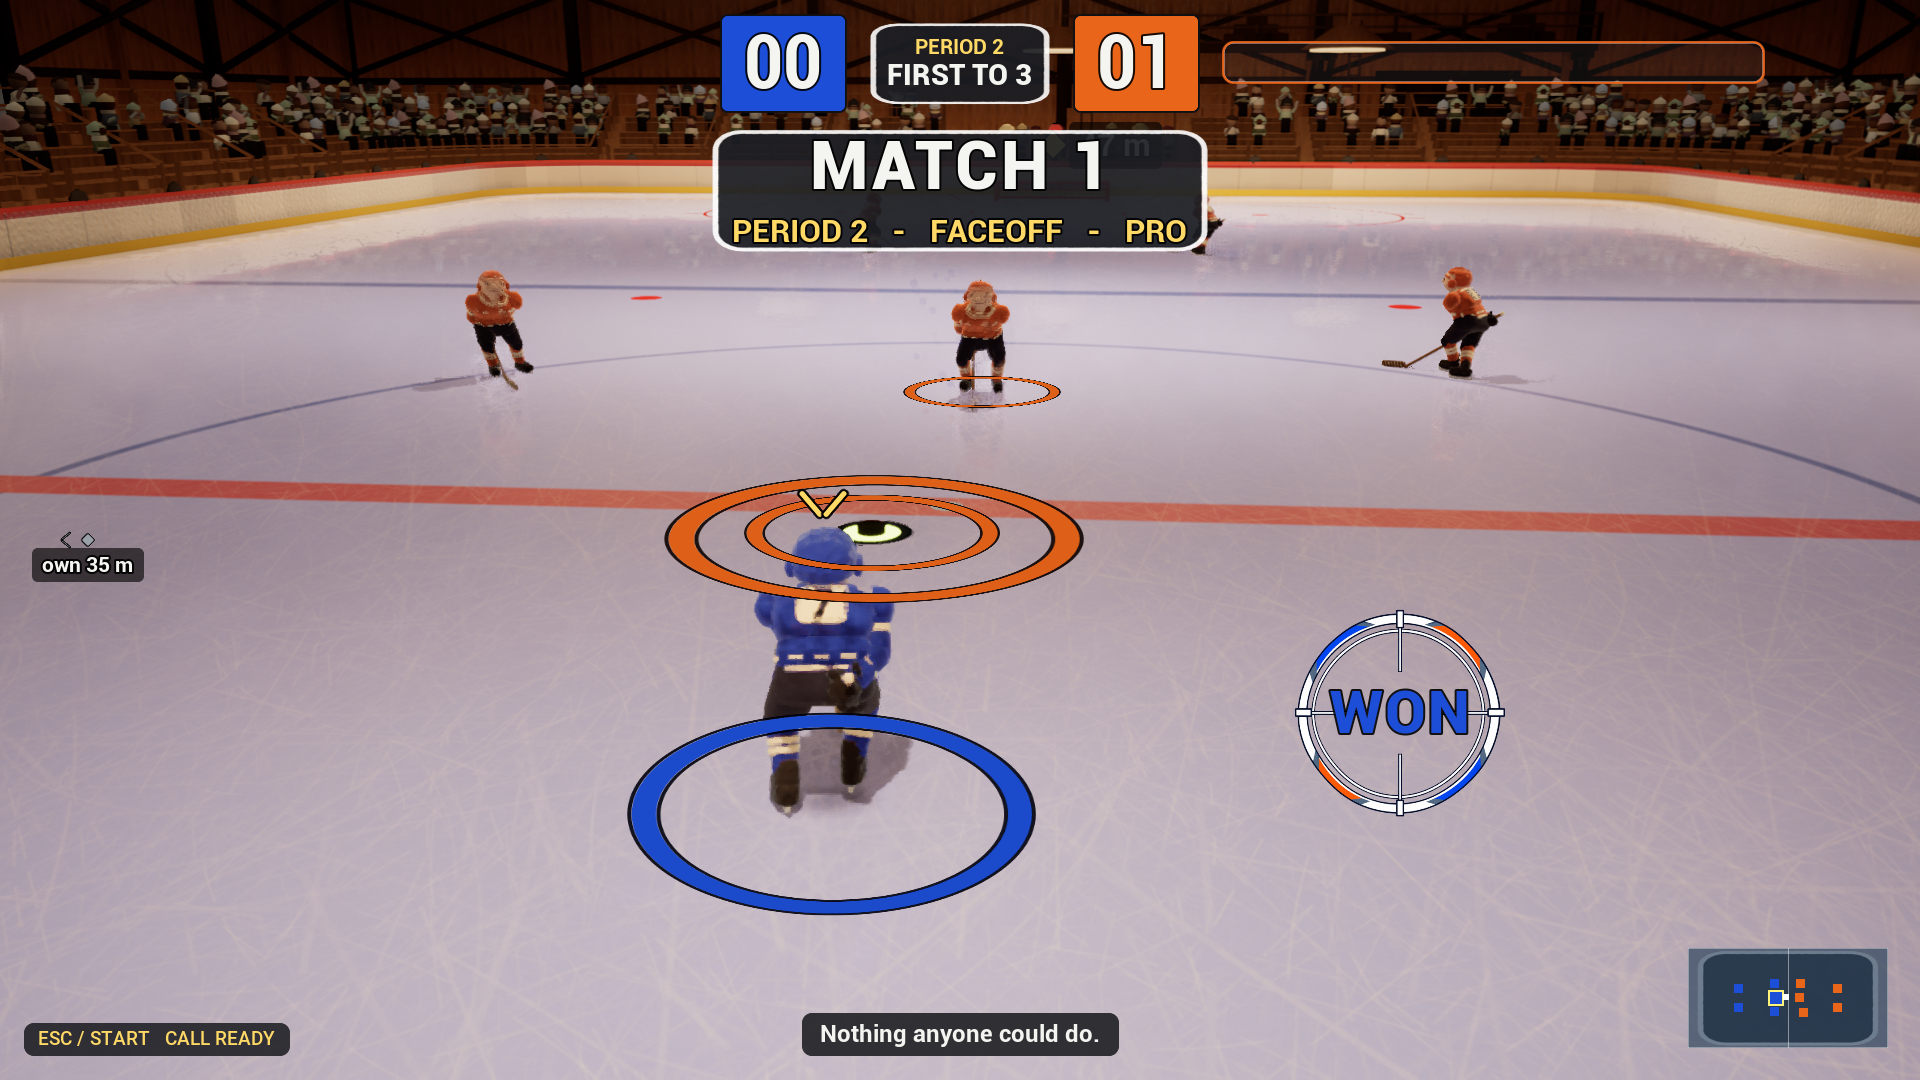 00
PERIOD 2
FIRST TO 3
01
MATCH 1
PERIOD 2 - FACEOFF - PRO
own 35 m
7
WON
Nothing anyone could do.
ESC / START CALL READY